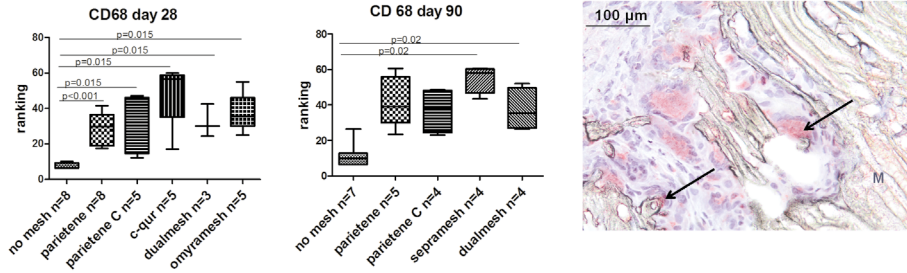 CD68 day 28
ranking
80
60
40
20
0
p=0.015
p=0.015
p=0.015
p=0.015
p<0.001
no mesh n=8
parietene n=8
parietene C n=5
c-qur n=5
dualmesh n=3
omyramesh n=5
CD 68 day 90
ranking
80
60
40
20
0
p=0.02
p=0.02
no mesh n=7
parietene n=5
parietene C n=4
sepramesh n=4
dualmesh n=4
100 µm
M